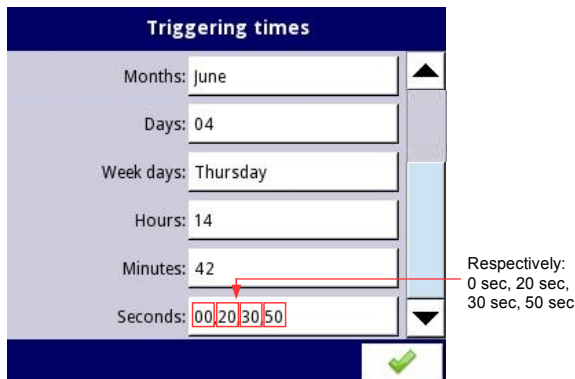 Triggering times
Months: June
Days: 04
Week days: Thursday
Hours: 14
Minutes: 42
Seconds: 00,20,30,50
Respectively:
0 sec, 20 sec,
30 sec, 50 sec